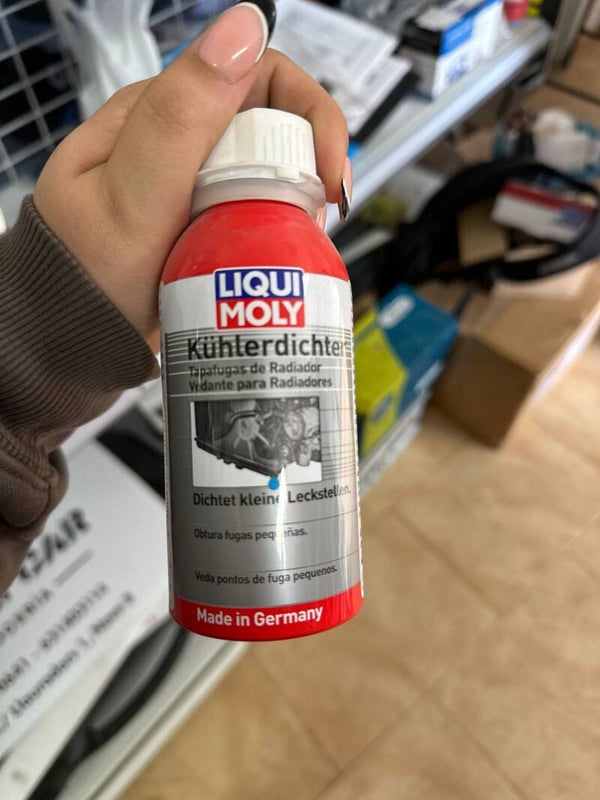 LIQUI
MOLY
Kühlerdichter
Tapafugas de Radiador
Vedante para Radiadores
Dichtet kleine Leckstellen.
Obtura fugas pequeñas.
Veda pontos de fuga pequenos.
Made in Germany
CAR